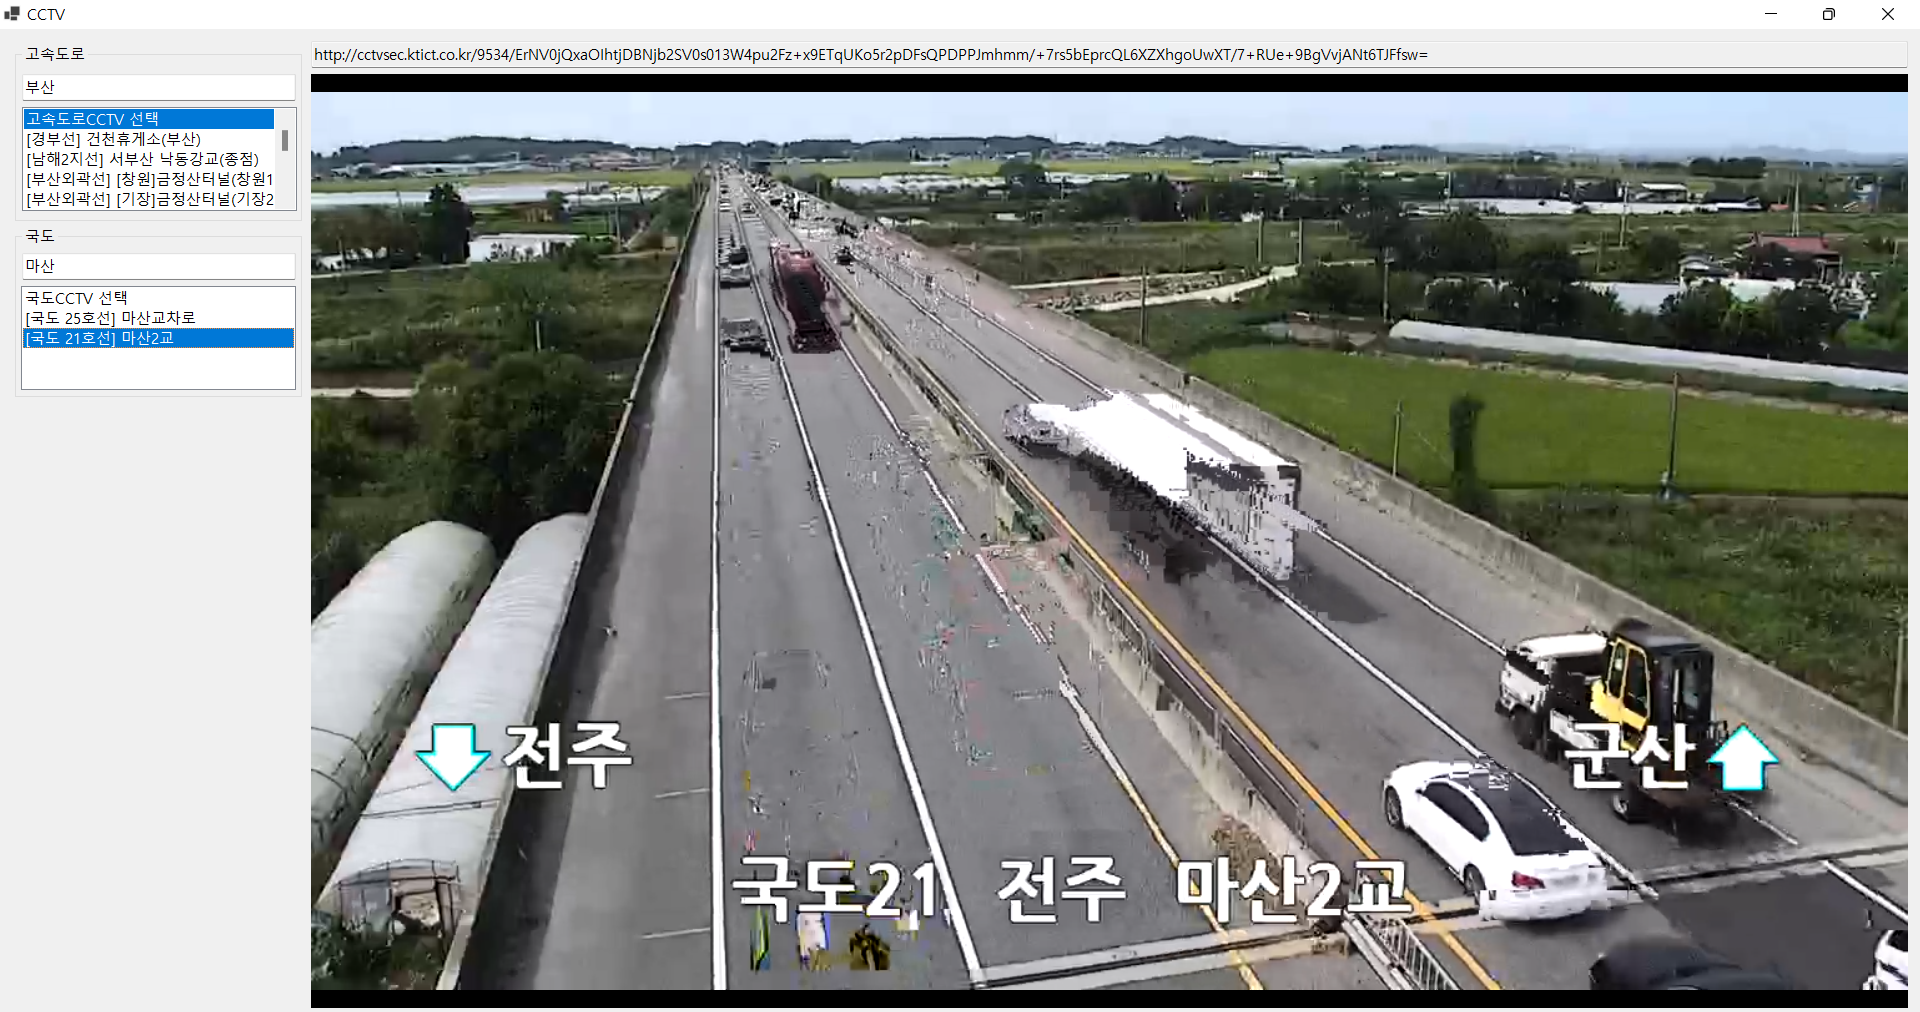 CCTV
고속도로
부산
고속도로CCTV 선택
[경부선] 건천휴게소(부산)
[남해2지선] 서부산 낙동강교(종점)
[부산외곽선] [창원]금정산터널(창원1
[부산외곽선] [기장]금정산터널(기장2
국도
마산
국도CCTV 선택
[국도 25호선] 마산교차로
[국도 21호선] 마산2교
http://cctvsec.ktict.co.kr/9534/ErNV0jQxaOIhtjDBNjb2SV0s013W4pu2Fz+x9ETqUKo5r2pDFsQPDPPJmhmm/+7rs5bEprcQL6XZXhgoUwXT/7+RUe+9BgVvjANt6TJFfsw=
전주
군산
국도21 전주 마산2교